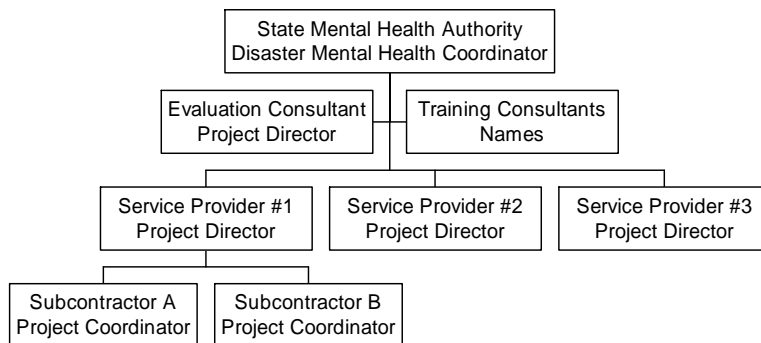 State Mental Health Authority
Disaster Mental Health Coordinator
Evaluation Consultant
Project Director
Training Consultants
Names
Service Provider #1
Project Director
Service Provider #2
Project Director
Service Provider #3
Project Director
Subcontractor A
Project Coordinator
Subcontractor B
Project Coordinator